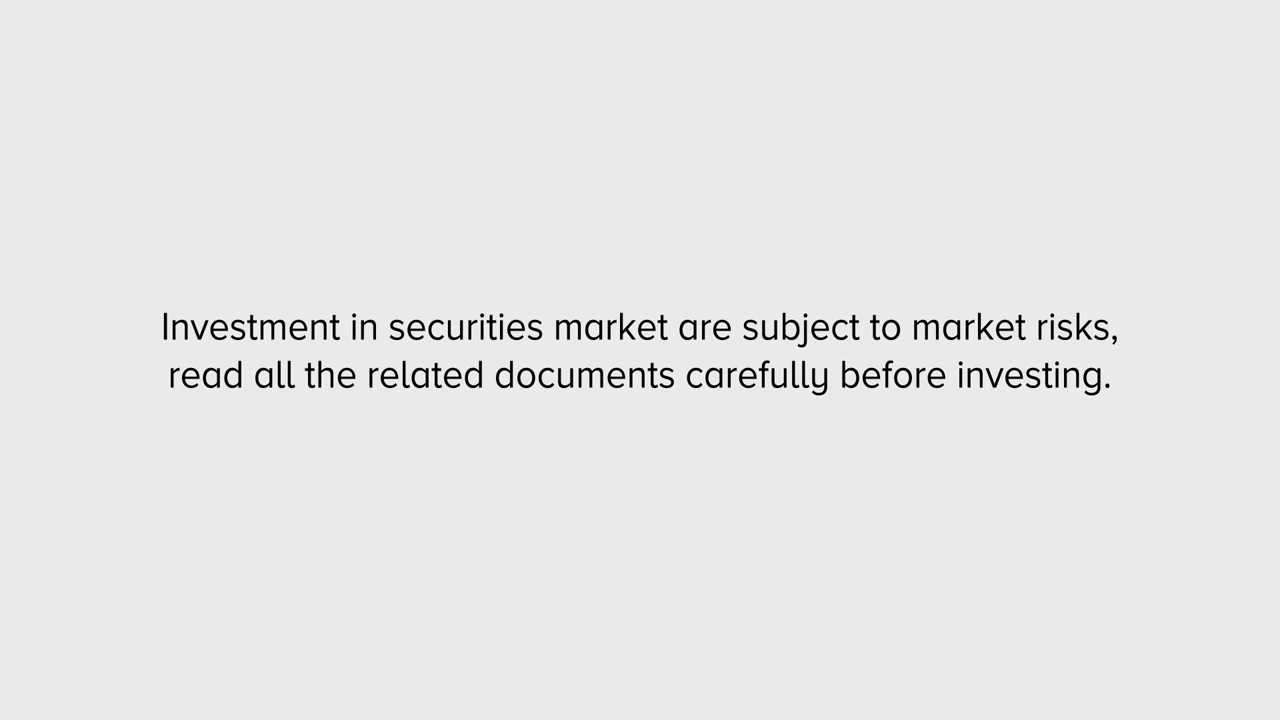 Investment in securities market are subject to market risks,
read all the related documents carefully before investing.